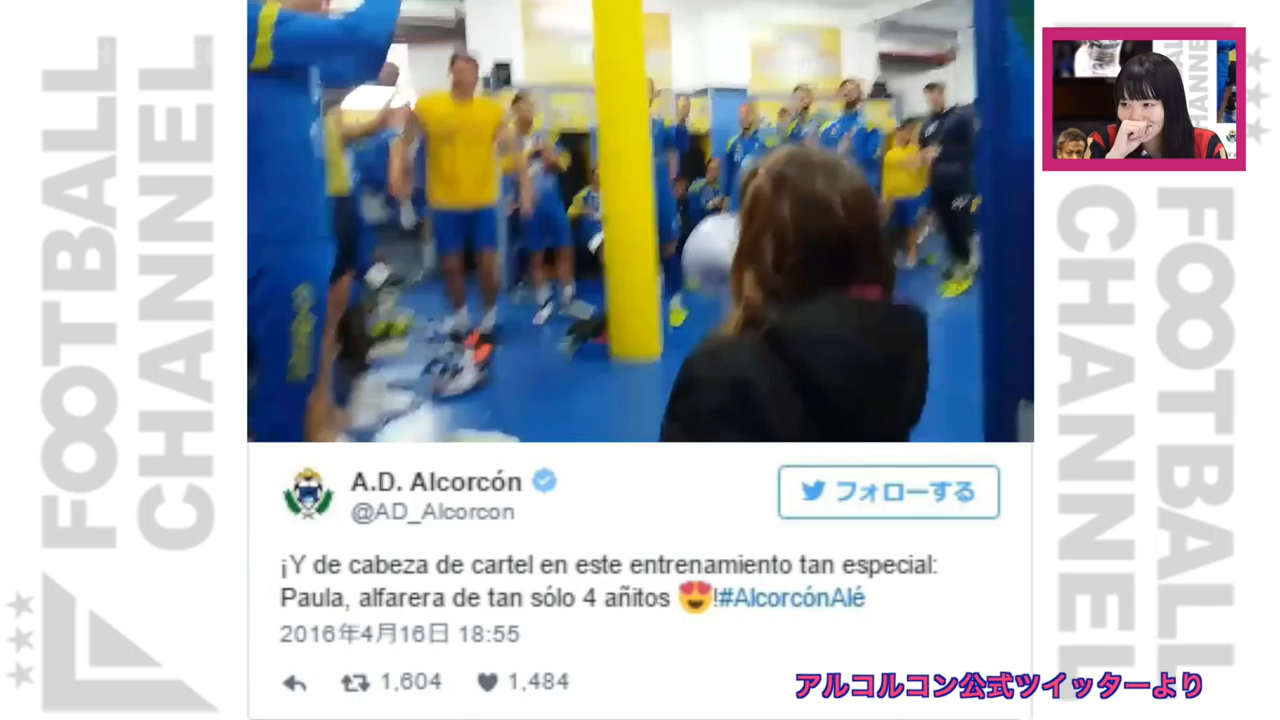 FOOTBALL
CHANNEL
A.D. Alcorcón
@AD_Alcorcon
フォローする
¡Y de cabeza de cartel en este entrenamiento tan especial:
Paula, alfarera de tan sólo 4 añitos 😍!#AlcorcónAlé
2016年4月16日 18:55
1,604
1,484
アルコルコン公式ツイッターより
FOOTBALL
CHANNEL